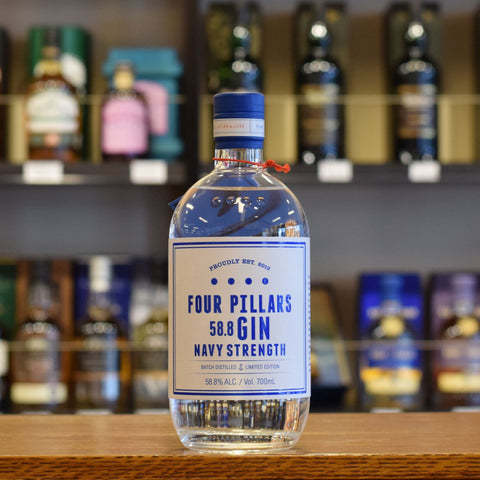 PROUDLY EST. 2013
FOUR PILLARS
58.8 GIN
NAVY STRENGTH
BATCH DISTILLED LIMITED EDITION
58.8% ALC. / Vol. 700mL